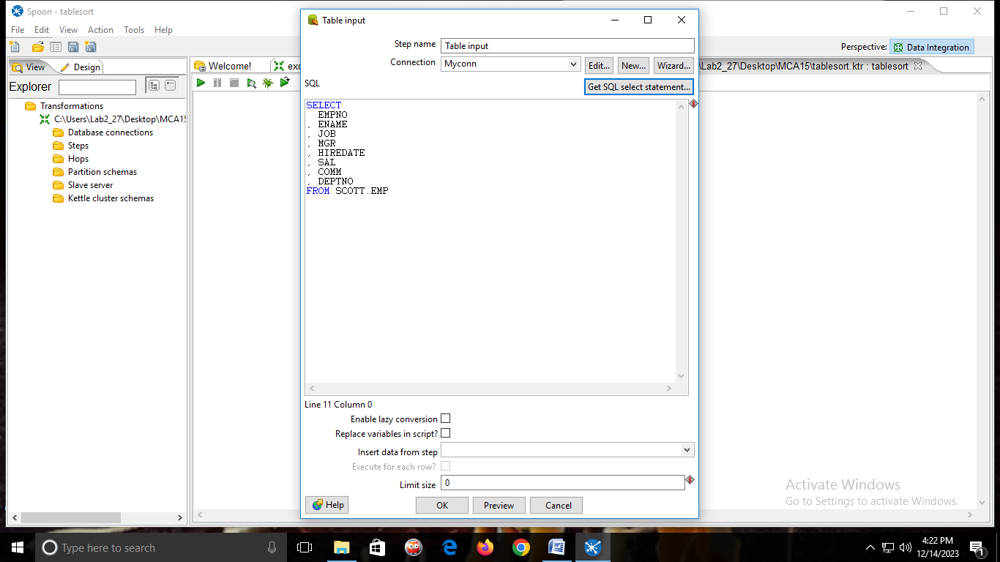 Spoon - tablesort
File Edit View Action Tools Help
Perspective: Data Integration
View Design
Explorer
Transformations
C:\Users\Lab2_27\Desktop\MCA15
Database connections
Steps
Hops
Partition schemas
Slave server
Kettle cluster schemas
Welcome!
exc
\Lab2_27\Desktop\MCA15\tablesort.ktr : tablesort
Table input
Step name Table input
Connection Myconn Edit... New... Wizard...
SQL Get SQL select statement...
SELECT
EMPNO
, ENAME
, JOB
, MGR
, HIREDATE
, SAL
, COMM
, DEPTNO
FROM SCOTT.EMP
Line 11 Column 0
Enable lazy conversion
Replace variables in script?
Insert data from step
Execute for each row?
Limit size 0
Help OK Preview Cancel
Activate Windows
Go to Settings to activate Windows.
Type here to search
4:22 PM
12/14/2023
1